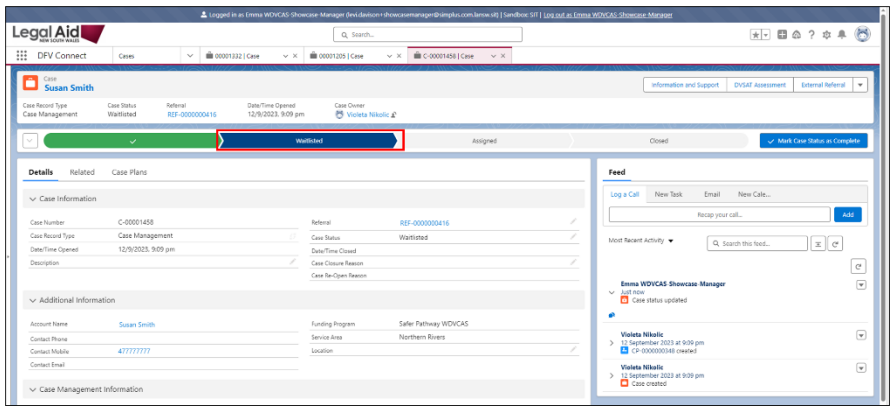 Logged in as Emma WDVCAS-Showcase-Manager (levi.davison+showcasemanager@simplus.com.lansw.sit) | Sandbox: SIT | Log out as Emma WDVCAS-Showcase-Manager
Legal Aid
NEW SOUTH WALES
Search...
DFV Connect
Cases
00001332 | Case
00001205 | Case
C-00001458 | Case
Case
Susan Smith
Information and Support
DVSAT Assessment
External Referral
Case Record Type
Case Status
Referral
Date/Time Opened
Case Owner
Case Management
Waitlisted
REF-0000000416
12/9/2023, 9:09 pm
Violeta Nikolic
Waitlisted
Assigned
Closed
Mark Case Status as Complete
Details
Related
Case Plans
Case Information
Case Number
C-00001458
Referral
REF-0000000416
Case Record Type
Case Management
Case Status
Waitlisted
Date/Time Opened
12/9/2023, 9:09 pm
Date/Time Closed
Description
Case Closure Reason
Case Re-Open Reason
Additional Information
Account Name
Susan Smith
Funding Program
Safer Pathway WDVCAS
Contact Phone
Service Area
Northern Rivers
Contact Mobile
477777777
Location
Contact Email
Case Management Information
Feed
Log a Call
New Task
Email
New Cale...
Recap your call...
Add
Most Recent Activity
Search this feed...
Emma WDVCAS-Showcase-Manager
Just now
Case status updated
Violeta Nikolic
12 September 2023 at 9:09 pm
CP-0000000348 created
Violeta Nikolic
12 September 2023 at 9:09 pm
Case created